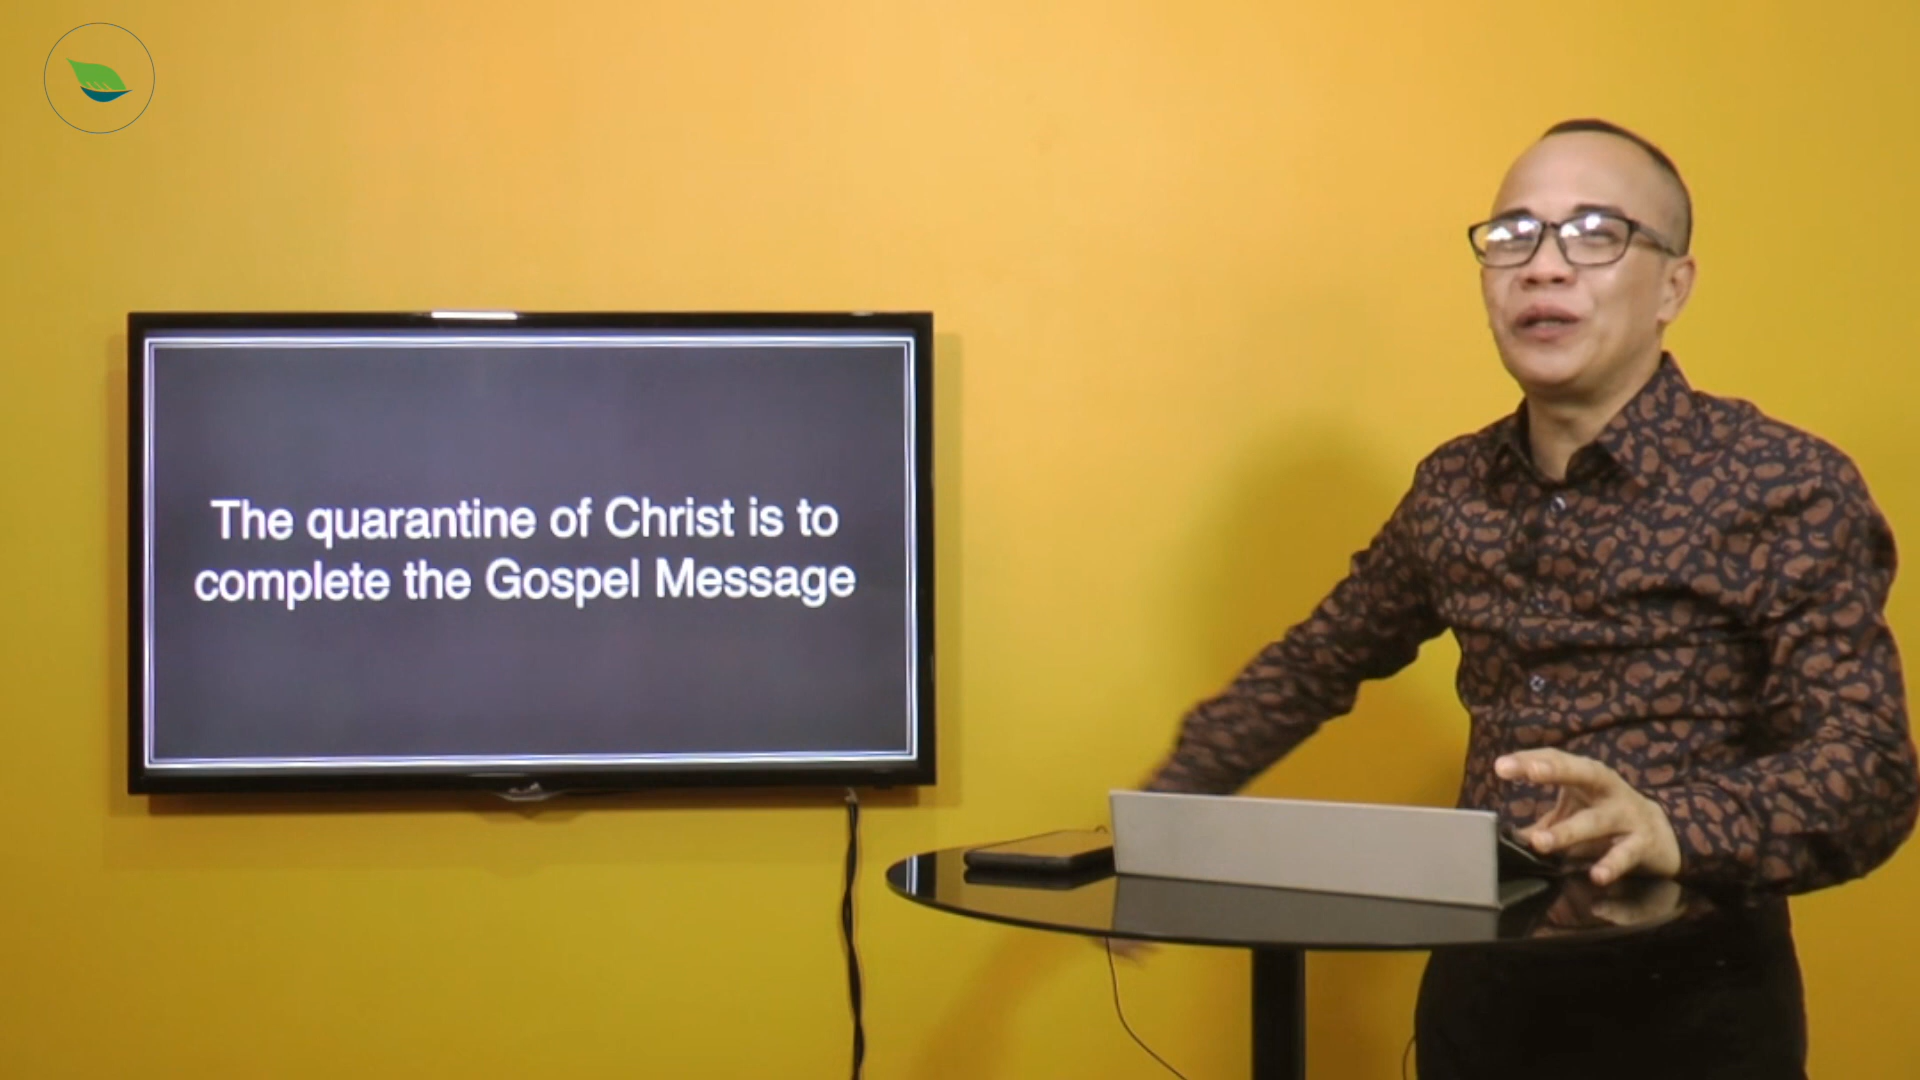 The quarantine of Christ is to
complete the Gospel Message